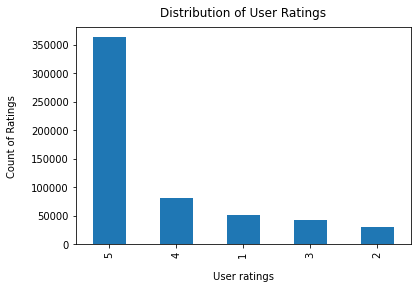 Distribution of User Ratings
Count of Ratings
350000
300000
250000
200000
150000
100000
50000
0
5 4 1 3 2
User ratings